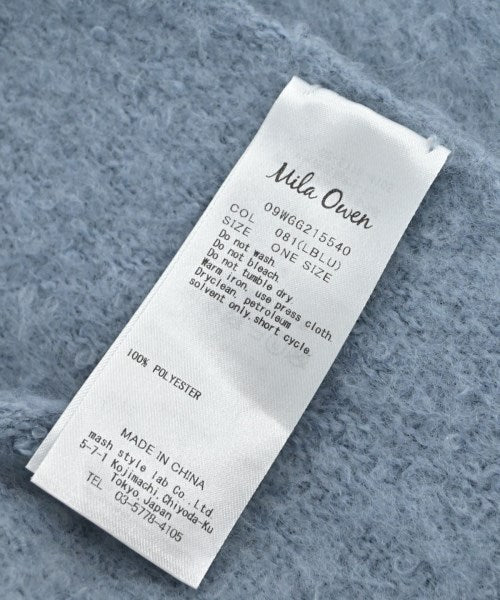 Mila Owen
09WGG215540
COL 081(LBLU)
SIZE ONE SIZE
Do not wash.
Do not bleach.
Do not tumble dry.
Warm iron, use press cloth.
Dryclean, petroleum
solvent only, short cycle.
100% POLYESTER
MADE IN CHINA
mash style lab Co.,Ltd.
5-7-1 Kojimachi,Chiyoda-Ku
Tokyo,Japan
TEL 03-5778-4105